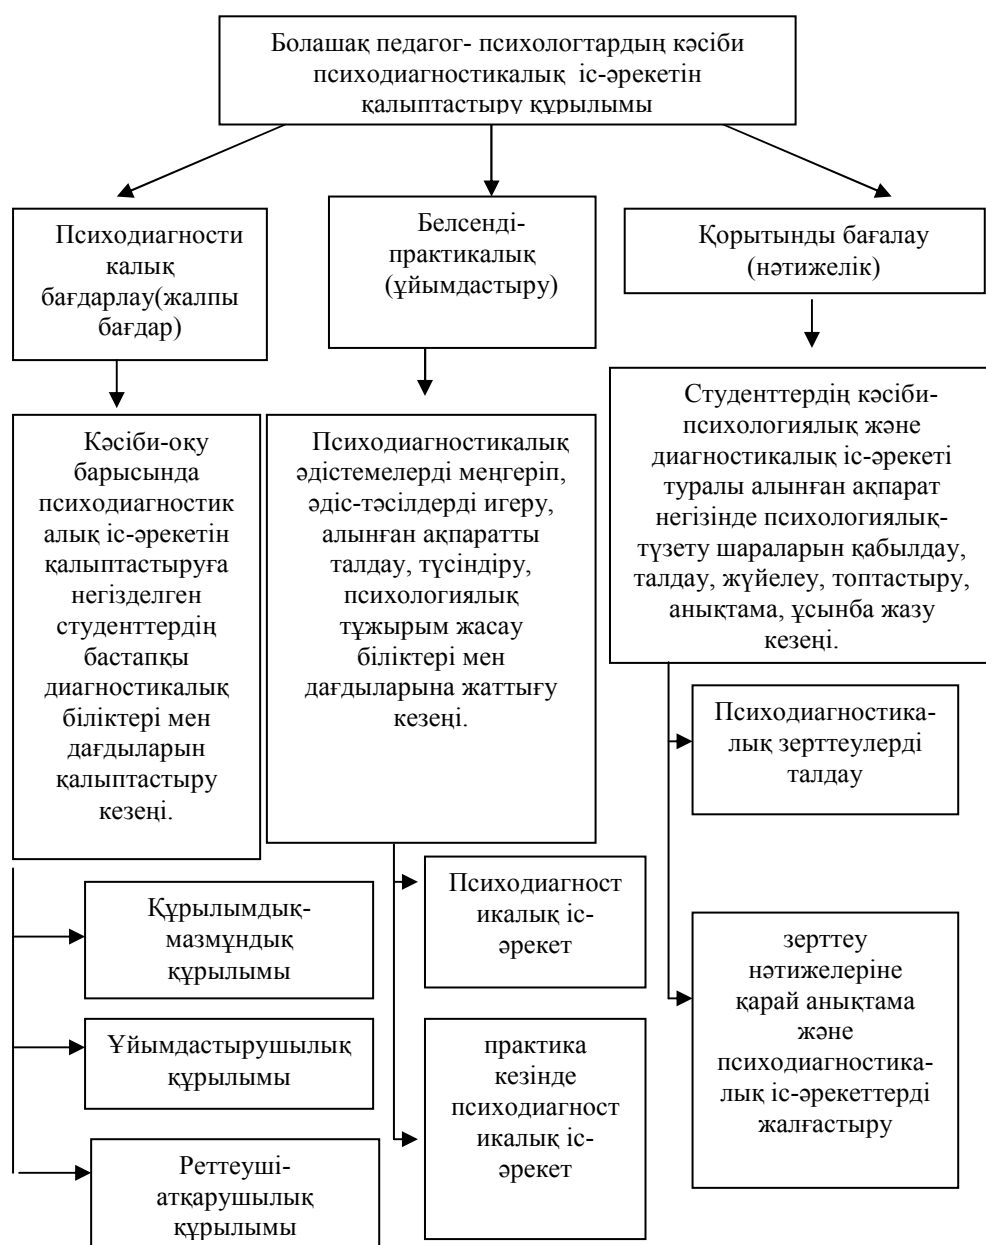 Болашақ педагог- психологтардың кәсіби
психодиагностикалық іс-әрекетін
қалыптастыру құрылымы
Психодиагности
калық
бағдарлау(жалпы
бағдар)
Белсенді-
практикалық
(ұйымдастыру)
Қорытынды бағалау
(нәтижелік)
Кәсіби-оқу
барысында
психодиагностик
алық іс-әрекетін
қалыптастыруға
негізделген
студенттердің
бастапқы
диагностикалық
біліктері мен
дағдыларын
қалыптастыру
кезеңі.
Психодиагностикалық
әдістемелерді меңгеріп,
әдіс-тәсілдерді игеру,
алынған ақпаратты
талдау, түсіндіру,
психологиялық
тұжырым жасау
біліктері мен
дағдыларына жаттығу
кезеңі.
Студенттердің кәсіби-
психологиялық және
диагностикалық іс-әрекеті
туралы алынған ақпарат
негізінде психологиялық-
түзету шараларын қабылдау,
талдау, жүйелеу, топтастыру,
анықтама, ұсынба жазу
кезеңі.
Құрылымдық-
мазмұндық
құрылымы
Ұйымдастырушылық
құрылымы
Реттеуші-
атқарушылық
құрылымы
Психодиагност
икалық іс-
әрекет
практика
кезінде
психодиагност
икалық іс-
әрекет
Психодиагностика-
лық зерттеулерді
талдау
зерттеу
нәтижелеріне
қарай анықтама
және
психодиагностика-
лық іс-әрекеттерді
жалғастыру